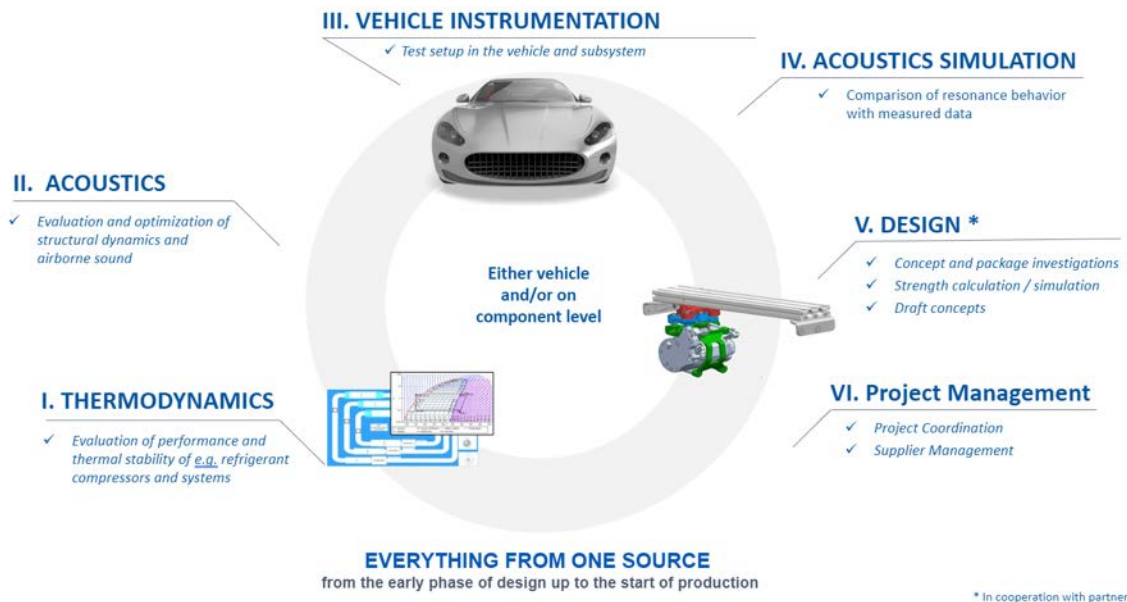 III. VEHICLE INSTRUMENTATION
✓ Test setup in the vehicle and subsystem
IV. ACOUSTICS SIMULATION
✓ Comparison of resonance behavior
with measured data
II. ACOUSTICS
✓ Evaluation and optimization of
structural dynamics and
airborne sound
V. DESIGN *
✓ Concept and package investigations
✓ Strength calculation / simulation
✓ Draft concepts
Either vehicle
and/or on
component level
I. THERMODYNAMICS
✓ Evaluation of performance and
thermal stability of e.g. refrigerant
compressors and systems
VI. Project Management
✓ Project Coordination
✓ Supplier Management
EVERYTHING FROM ONE SOURCE
from the early phase of design up to the start of production
* In cooperation with partner